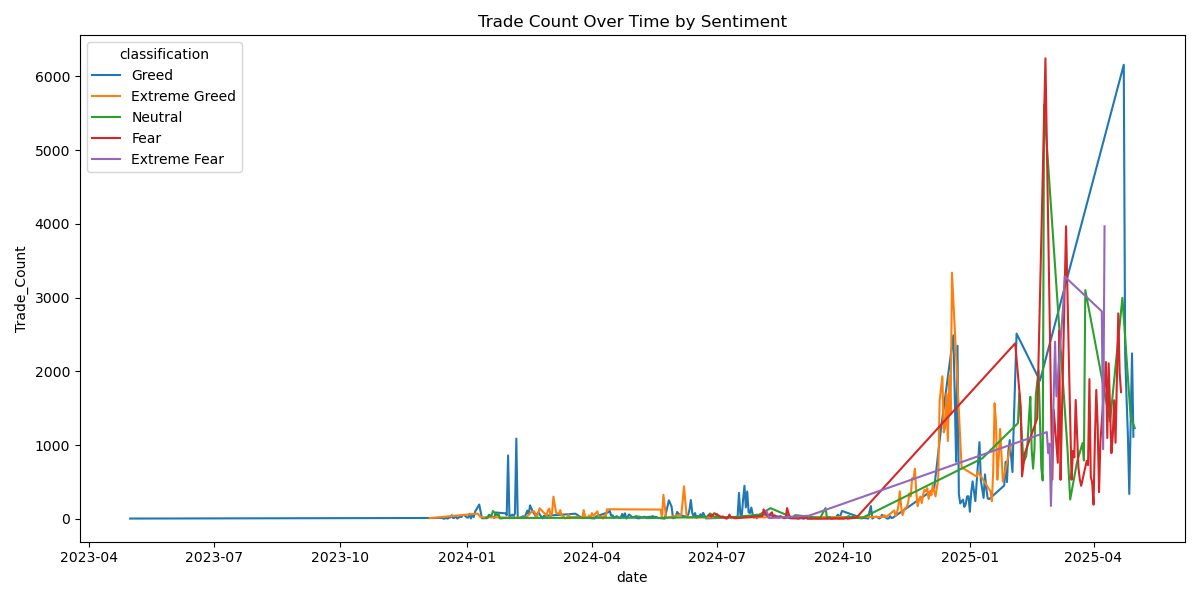 Trade Count Over Time by Sentiment
classification
Greed
Extreme Greed
Neutral
Fear
Extreme Fear
Trade_Count
6000
5000
4000
3000
2000
1000
0
2023-04
2023-07
2023-10
2024-01
2024-04
2024-07
2024-10
2025-01
2025-04
date